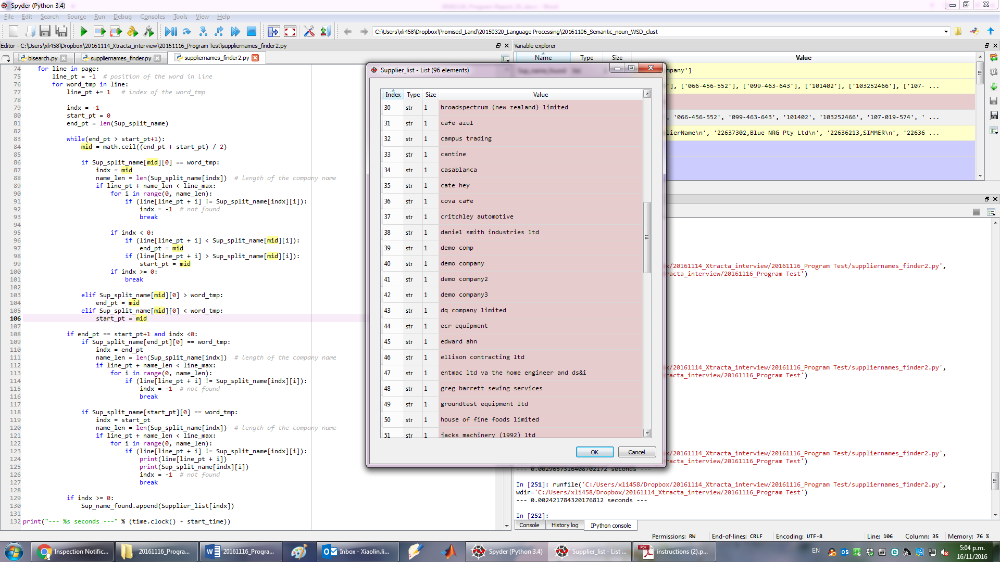 Spyder (Python 3.4)
File Edit Search Source Run Debug Consoles Tools View Help
C:\Users\xli458\Dropbox\Promised_Land\20150320_Language Processing\20161106_Semantic_noun_WSD_clust
Editor - C:\Users\xli458\Dropbox\20161114_Xtracta_interview\20161116_Program Test\suppliernames_finder2.py
bisearch.py
suppliernames_finder.py
suppliernames_finder2.py
74 for line in page:
75 line_pt = -1 # position of the word in line
76 for word_tmp in line:
77 line_pt += 1 # index of the word_tmp
78
79 indx = -1
80 start_pt = 0
81 end_pt = len(Sup_split_name)
82
83 while(end_pt > start_pt+1):
84 mid = math.ceil((end_pt + start_pt) / 2)
85
86 if Sup_split_name[mid][0] == word_tmp:
87 indx = mid
88 name_len = len(Sup_split_name[indx]) # length of the company name
89 if line_pt + name_len < line_max:
90 for i in range(0, name_len):
91 if (line[line_pt + i] != Sup_split_name[indx][i]):
92 indx = -1 # not found
93 break
94
95 if indx < 0:
96 if (line[line_pt + i] < Sup_split_name[mid][i]):
97 end_pt = mid
98 if (line[line_pt + i] > Sup_split_name[mid][i]):
99 start_pt = mid
100 if indx >= 0:
101 break
102
103 elif Sup_split_name[mid][0] > word_tmp:
104 end_pt = mid
105 elif Sup_split_name[mid][0] < word_tmp:
106 start_pt = mid
107
108 if end_pt == start_pt+1 and indx <0:
109 if Sup_split_name[end_pt][0] == word_tmp:
110 indx = end_pt
111 name_len = len(Sup_split_name[indx]) # length of the company name
112 if line_pt + name_len < line_max:
113 for i in range(0, name_len):
114 if (line[line_pt + i] != Sup_split_name[indx][i]):
115 indx = -1 # not found
116 break
117
118 if Sup_split_name[start_pt][0] == word_tmp:
119 indx = start_pt
120 name_len = len(Sup_split_name[indx]) # length of the company name
121 if line_pt + name_len < line_max:
122 for i in range(0, name_len):
123 if (line[line_pt + i] != Sup_split_name[indx][i]):
124 print(line[line_pt + i])
125 print(Sup_split_name[indx][i])
126 indx = -1 # not found
127 break
128
129 if indx >= 0:
130 Sup_name_found.append(Supplier_list[indx])
131
132 print("--- %s seconds ---" % (time.clock() - start_time))
Supplier_list - List (96 elements)
Index Type Size Value
30 str 1 broadspectrum (new zealand) limited
31 str 1 cafe azul
32 str 1 campus trading
33 str 1 cantine
34 str 1 casablanca
35 str 1 cate hey
36 str 1 cova cafe
37 str 1 critchley automotive
38 str 1 daniel smith industries ltd
39 str 1 demo comp
40 str 1 demo company
41 str 1 demo company2
42 str 1 demo company3
43 str 1 dq company limited
44 str 1 ecr equipment
45 str 1 edward ahn
46 str 1 ellison contracting ltd
47 str 1 entmac ltd va the home engineer and ds&i
48 str 1 greg barrett sewing services
49 str 1 groundtest equipment ltd
50 str 1 house of fine foods limited
51 str 1 jacks machinery (1992) ltd
OK Cancel
Variable explorer
Name Type Size Value
ompany']
'], ['066-456-552'], ['099-463-643'], ['101402'], ['103252466'], ['107- ...
, '066-456-552', '099-463-643', '101402', '103252466', '107-019-574', ' ...
lierName\n', '22637302,Blue NRG Pty Ltd\n', '22636213,SIMMER\n', '22636 ...
x/20161114_Xtracta_interview/20161116_Program Test/suppliernames_finder2.py',
racta_interview/20161116_Program Test')
x/20161114_Xtracta_interview/20161116_Program Test/suppliernames_finder2.py',
racta_interview/20161116_Program Test')
x/20161114_Xtracta_interview/20161116_Program Test/suppliernames_finder2.py',
racta_interview/20161116_Program Test')
--- 0.0029657316408702172 seconds ---
In [251]: runfile('C:/Users/xli458/Dropbox/20161114_Xtracta_interview/20161116_Program Test/suppliernames_finder2.py',
wdir='C:/Users/xli458/Dropbox/20161114_Xtracta_interview/20161116_Program Test')
--- 0.002421784320176812 seconds ---
In [252]:
Console History log IPython console
Permissions: RW End-of-lines: CRLF Encoding: UTF-8 Line: 106 Column: 35 Memory: 76 %
Inspection Notific...
20161116_Progra...
20161116_Progra...
Inbox - Xiaolin.li...
Spyder (Python 3.4)
Supplier_list - List ...
instructions (2).p...
EN
5:04 p.m.
16/11/2016